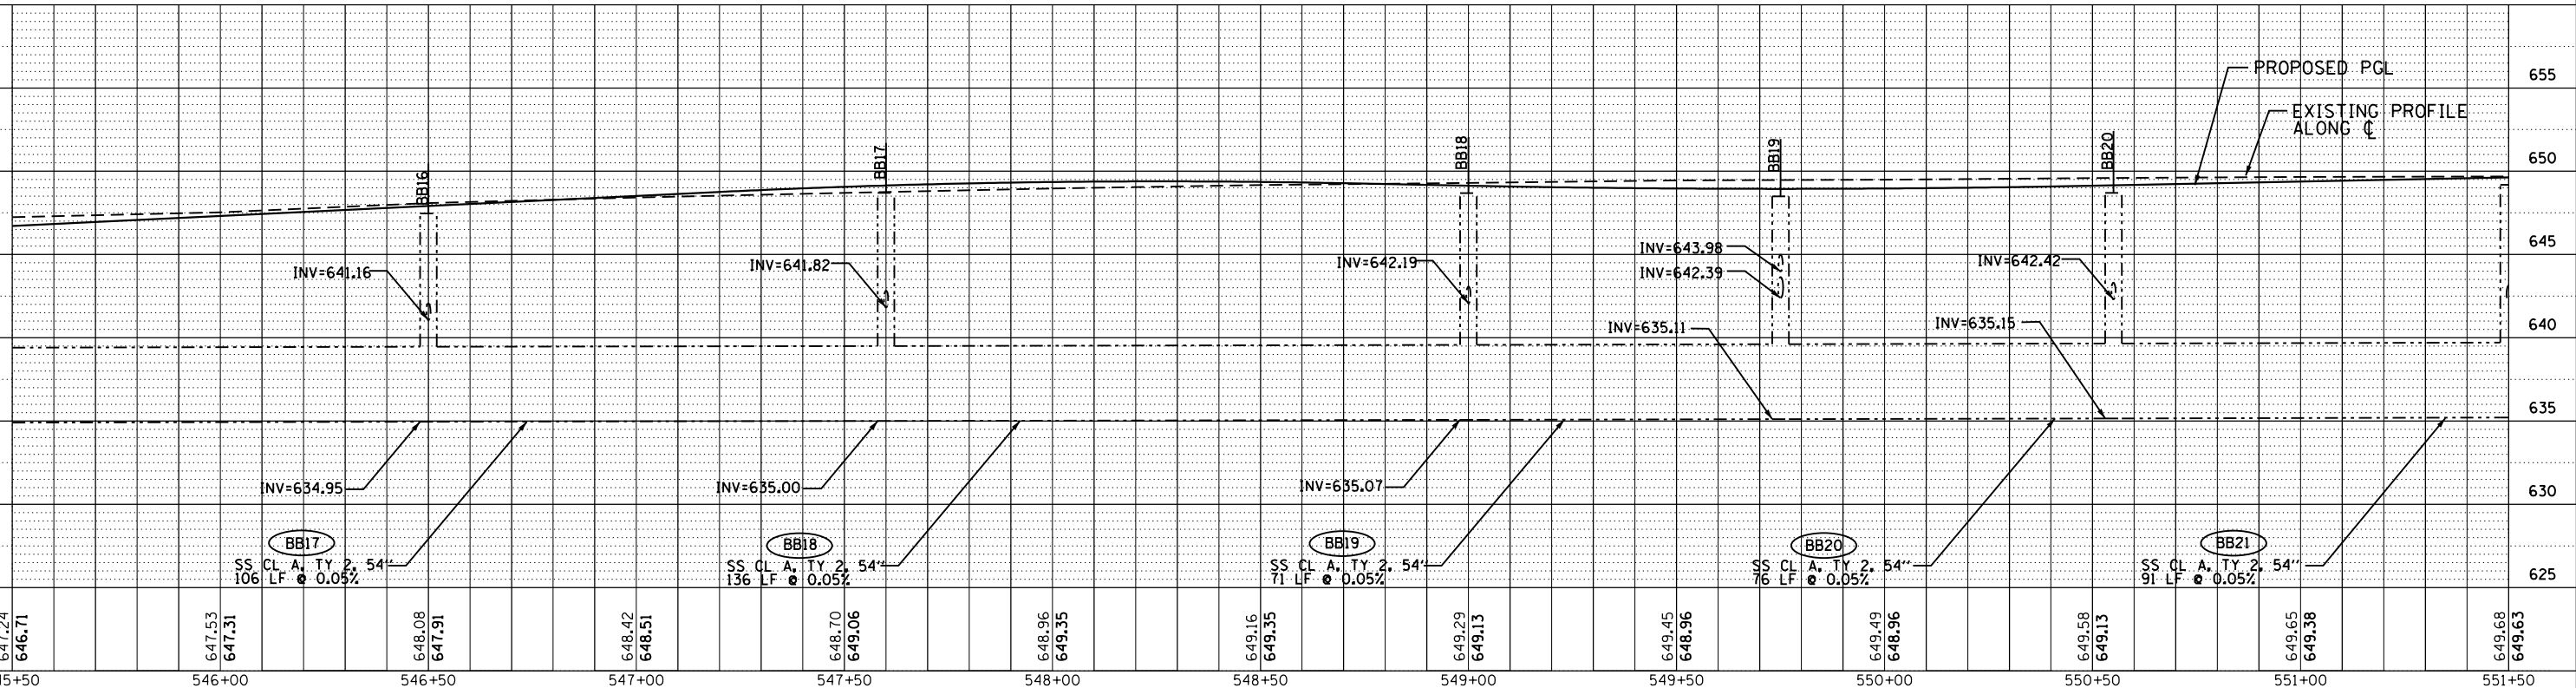 PROPOSED PGL
655
EXISTING PROFILE
ALONG ℄
BB16
BB17
BB18
BB19
BB20
650
INV=641.16
INV=641.82
INV=642.19
INV=643.98
INV=642.39
INV=642.42
645
INV=635.11
INV=635.15
640
635
INV=634.95
INV=635.00
INV=635.07
630
BB17
SS CL A, TY 2, 54"
106 LF @ 0.05%
BB18
SS CL A, TY 2, 54"
136 LF @ 0.05%
BB19
SS CL A, TY 2, 54"
71 LF @ 0.05%
BB20
SS CL A, TY 2, 54"
76 LF @ 0.05%
BB21
SS CL A, TY 2, 54"
91 LF @ 0.05%
625
7.24
646.71
647.53
647.31
648.08
647.91
648.42
648.51
648.70
649.06
648.96
649.35
649.16
649.35
649.29
649.13
649.45
648.96
649.49
648.96
649.58
649.13
649.65
649.38
649.68
649.63
5+50
546+00
546+50
547+00
547+50
548+00
548+50
549+00
549+50
550+00
550+50
551+00
551+50